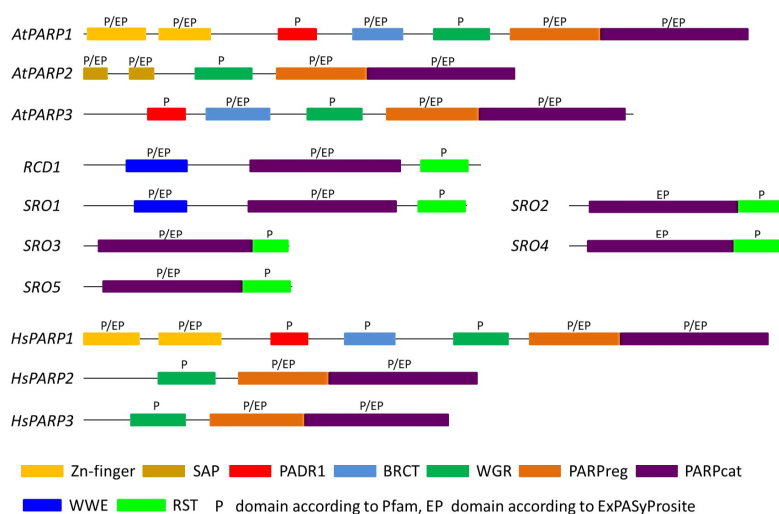 P/EP P/EP P P/EP P P/EP P/EP
AtPARP1
P/EP P/EP P P/EP P/EP
AtPARP2
P P/EP P P/EP P/EP
AtPARP3
P/EP P/EP P
RCD1
P/EP P/EP P
SRO1
EP P
SRO2
P/EP P
SRO3
EP P
SRO4
P/EP P
SRO5
P/EP P/EP P P P P/EP P/EP
HsPARP1
P P/EP P/EP
HsPARP2
P P/EP P/EP
HsPARP3
Zn-finger SAP PADR1 BRCT WGR PARPreg PARPcat
WWE RST P domain according to Pfam, EP domain according to ExPASyProsite